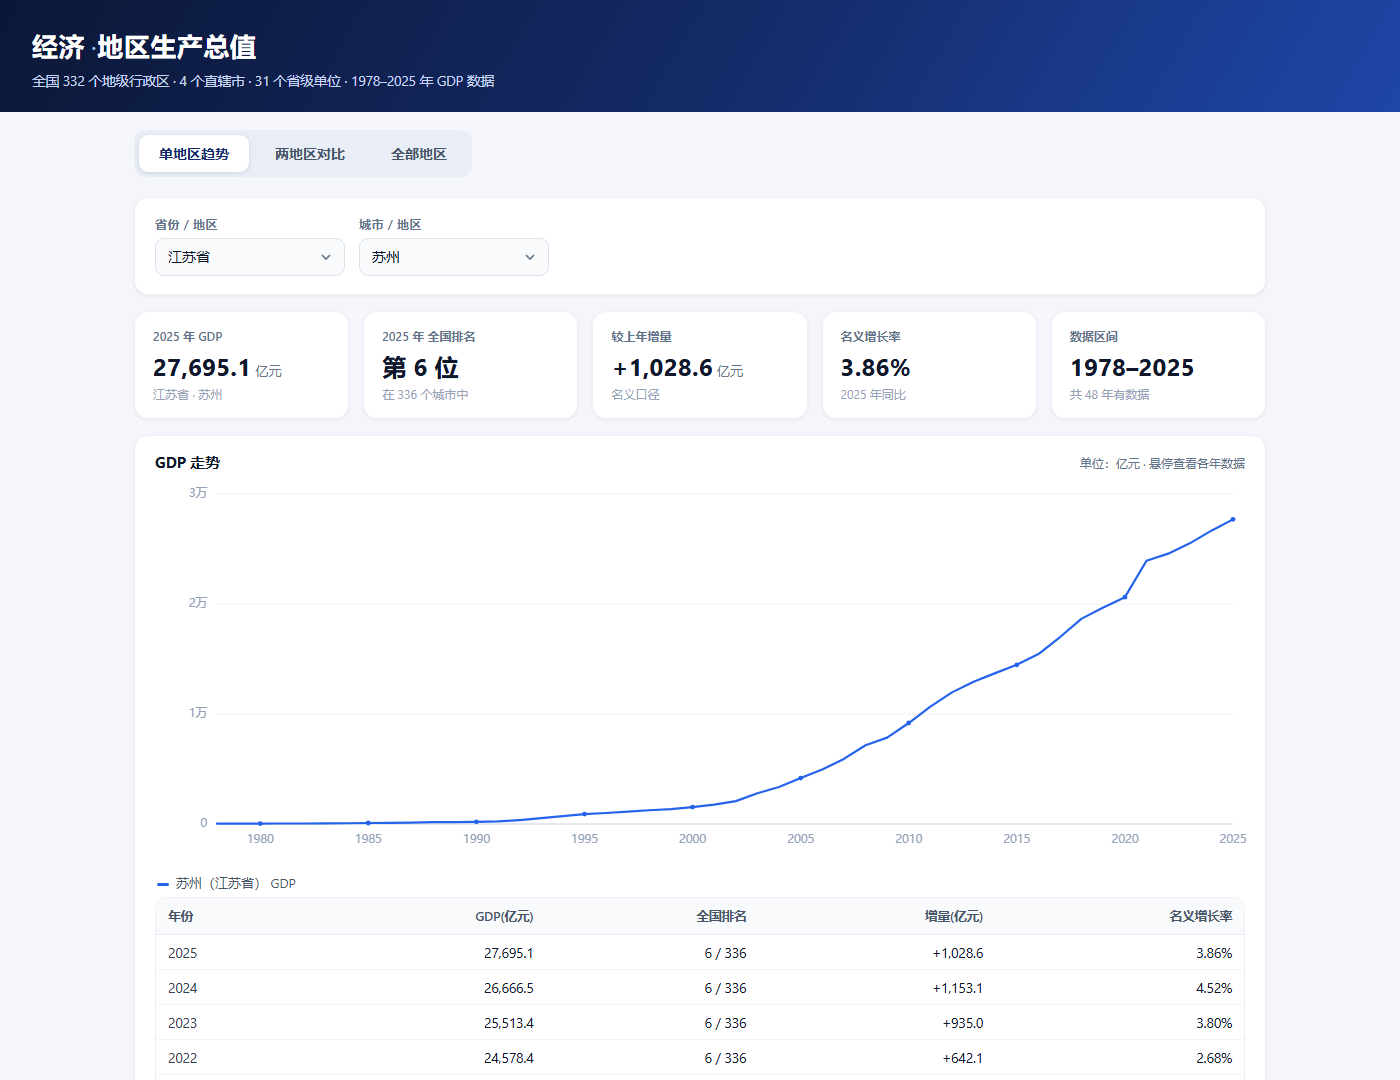 经济 ·地区生产总值
全国 332 个地级行政区 · 4 个直辖市 · 31 个省级单位 · 1978–2025 年 GDP 数据
单地区趋势 两地区对比 全部地区
省份 / 地区 城市 / 地区
江苏省 苏州
2025 年 GDP
27,695.1 亿元
江苏省 · 苏州
2025 年 全国排名
第 6 位
在 336 个城市中
较上年增量
+1,028.6 亿元
名义口径
名义增长率
3.86%
2025 年同比
数据区间
1978–2025
共 48 年有数据
GDP 走势 单位：亿元 · 悬停查看各年数据
3万
2万
1万
0
1980 1985 1990 1995 2000 2005 2010 2015 2020 2025
苏州（江苏省） GDP
年份 GDP(亿元) 全国排名 增量(亿元) 名义增长率
2025 27,695.1 6 / 336 +1,028.6 3.86%
2024 26,666.5 6 / 336 +1,153.1 4.52%
2023 25,513.4 6 / 336 +935.0 3.80%
2022 24,578.4 6 / 336 +642.1 2.68%